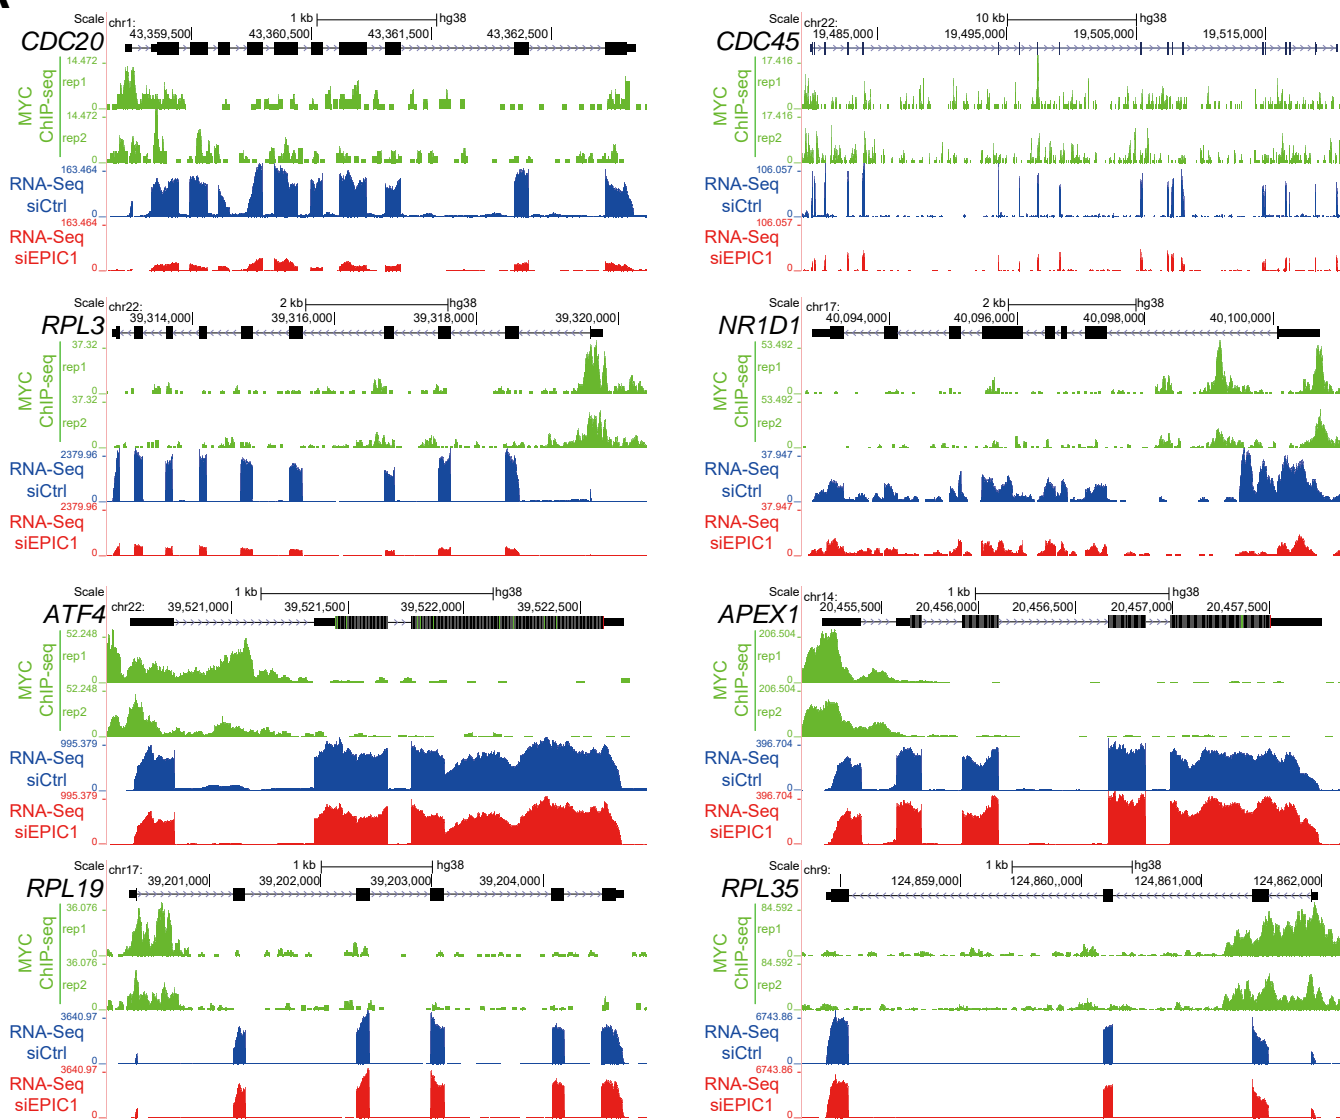 Scale 1 kb hg38
chr1: 43,359,500 43,360,500 43,361,500 43,362,500
CDC20
MYC ChIP-seq
14.472
rep1
0
14.472
rep2
0
163.464
RNA-Seq siCtrl
0
163.464
RNA-Seq siEPIC1
0
Scale 10 kb hg38
chr22: 19,485,000 19,495,000 19,505,000 19,515,000
CDC45
MYC ChIP-seq
17.416
rep1
0
17.416
rep2
0
106.057
RNA-Seq siCtrl
0
106.057
RNA-Seq siEPIC1
0
Scale 2 kb hg38
chr22: 39,314,000 39,316,000 39,318,000 39,320,000
RPL3
MYC ChIP-seq
37.32
rep1
0
37.32
rep2
0
2379.96
RNA-Seq siCtrl
0
2379.96
RNA-Seq siEPIC1
0
Scale 2 kb hg38
chr17: 40,094,000 40,096,000 40,098,000 40,100,000
NR1D1
MYC ChIP-seq
53.492
rep1
0
53.492
rep2
0
37.947
RNA-Seq siCtrl
0
37.947
RNA-Seq siEPIC1
0
Scale 1 kb hg38
chr22: 39,521,000 39,521,500 39,522,000 39,522,500
ATF4
MYC ChIP-seq
52.248
rep1
0
52.248
rep2
0
995.379
RNA-Seq siCtrl
0
995.379
RNA-Seq siEPIC1
0
Scale 1 kb hg38
chr14: 20,455,500 20,456,000 20,456,500 20,457,000 20,457,500
APEX1
MYC ChIP-seq
206.504
rep1
0
206.504
rep2
0
396.704
RNA-Seq siCtrl
0
396.704
RNA-Seq siEPIC1
0
Scale 1 kb hg38
chr17: 39,201,000 39,202,000 39,203,000 39,204,000
RPL19
MYC ChIP-seq
36.076
rep1
0
36.076
rep2
0
3640.97
RNA-Seq siCtrl
0
3640.97
RNA-Seq siEPIC1
0
Scale 1 kb hg38
chr9: 124,859,000 124,860,,000 124,861,000 124,862,000
RPL35
MYC ChIP-seq
84.592
rep1
0
84.592
rep2
0
6743.86
RNA-Seq siCtrl
0
6743.86
RNA-Seq siEPIC1
0